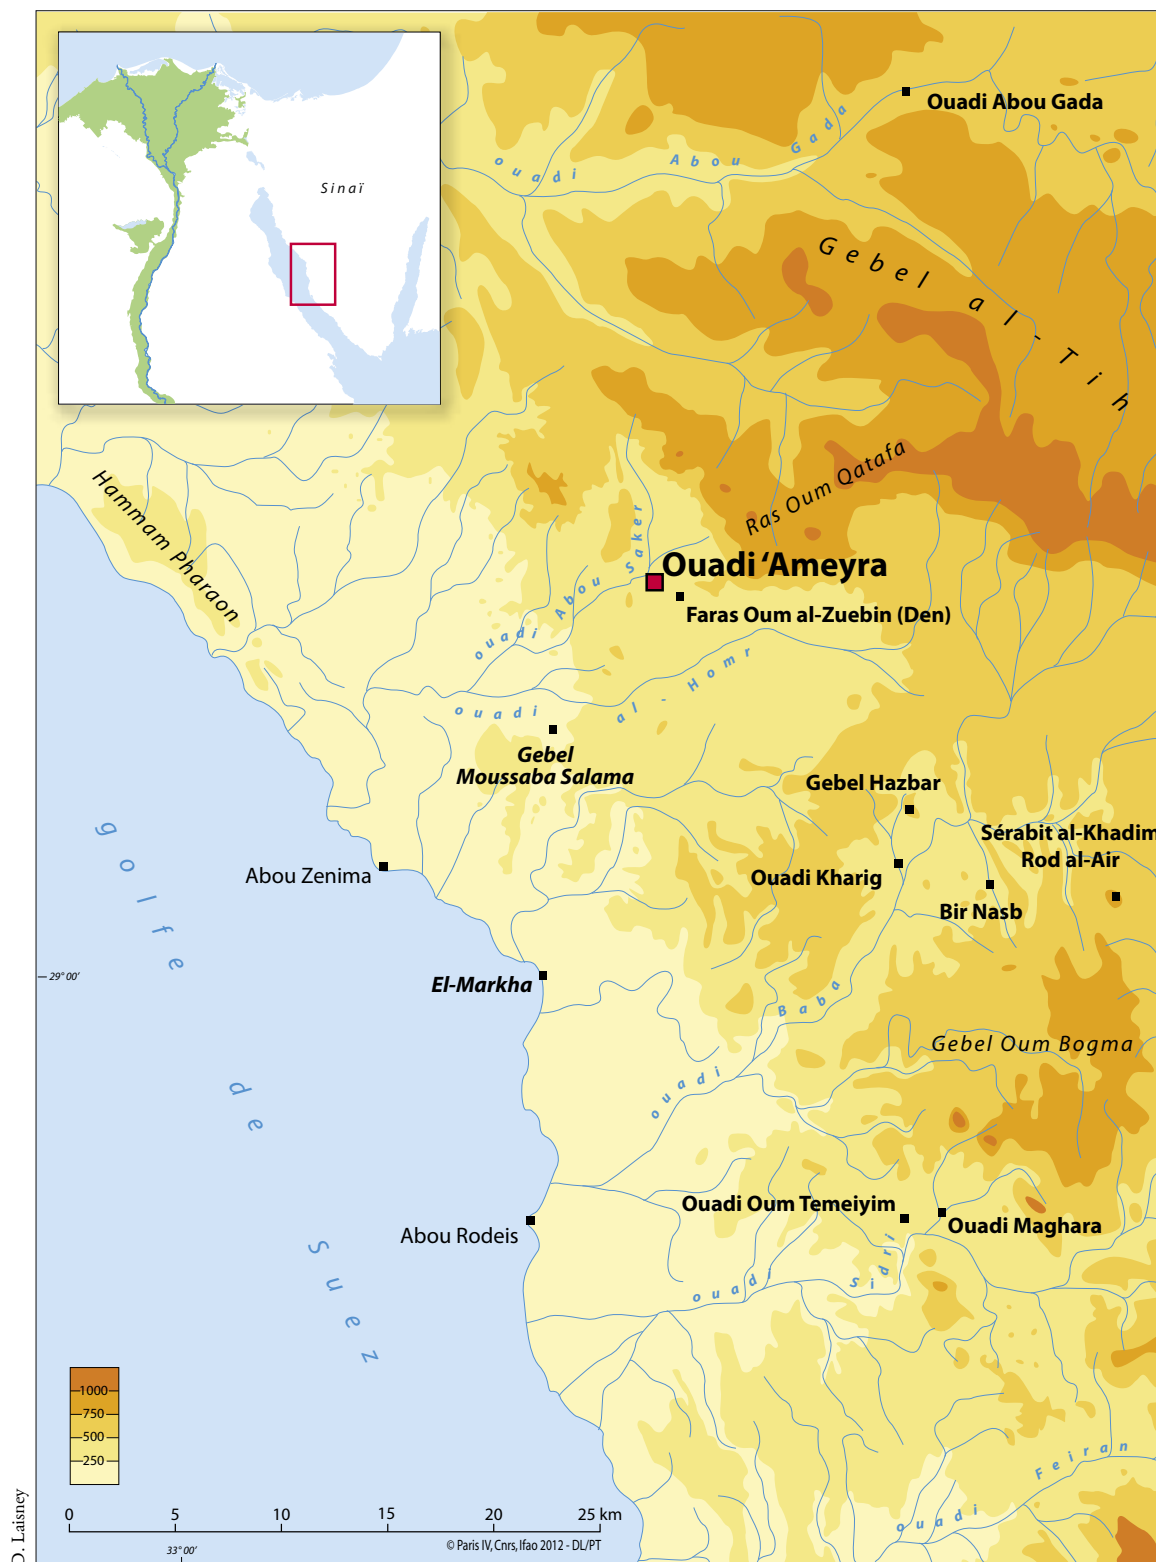 Sinaï
Ouadi Abou Gada
ouadi Abou Gada
Gebel al-Tih
Hammam Pharaon
Ras Oum Qatafa
ouadi Abou Saker
Ouadi ‘Ameyra
Faras Oum al-Zuebin (Den)
ouadi al-Homr
Gebel
Moussaba Salama
Gebel Hazbar
Sérabit al-Khadim
Rod al-Air
Abou Zenima
Ouadi Kharig
Bir Nasb
golfe de Suez
29° 00'
El-Markha
ouadi Baba
Gebel Oum Bogma
Ouadi Oum Temeiyim
Ouadi Maghara
Abou Rodeis
ouadi Sidri
1000
750
500
250
ouadi Feiran
0 5 10 15 20 25 km
33° 00'
© Paris IV, Cnrs, Ifao 2012 - DL/PT
D. Laisney